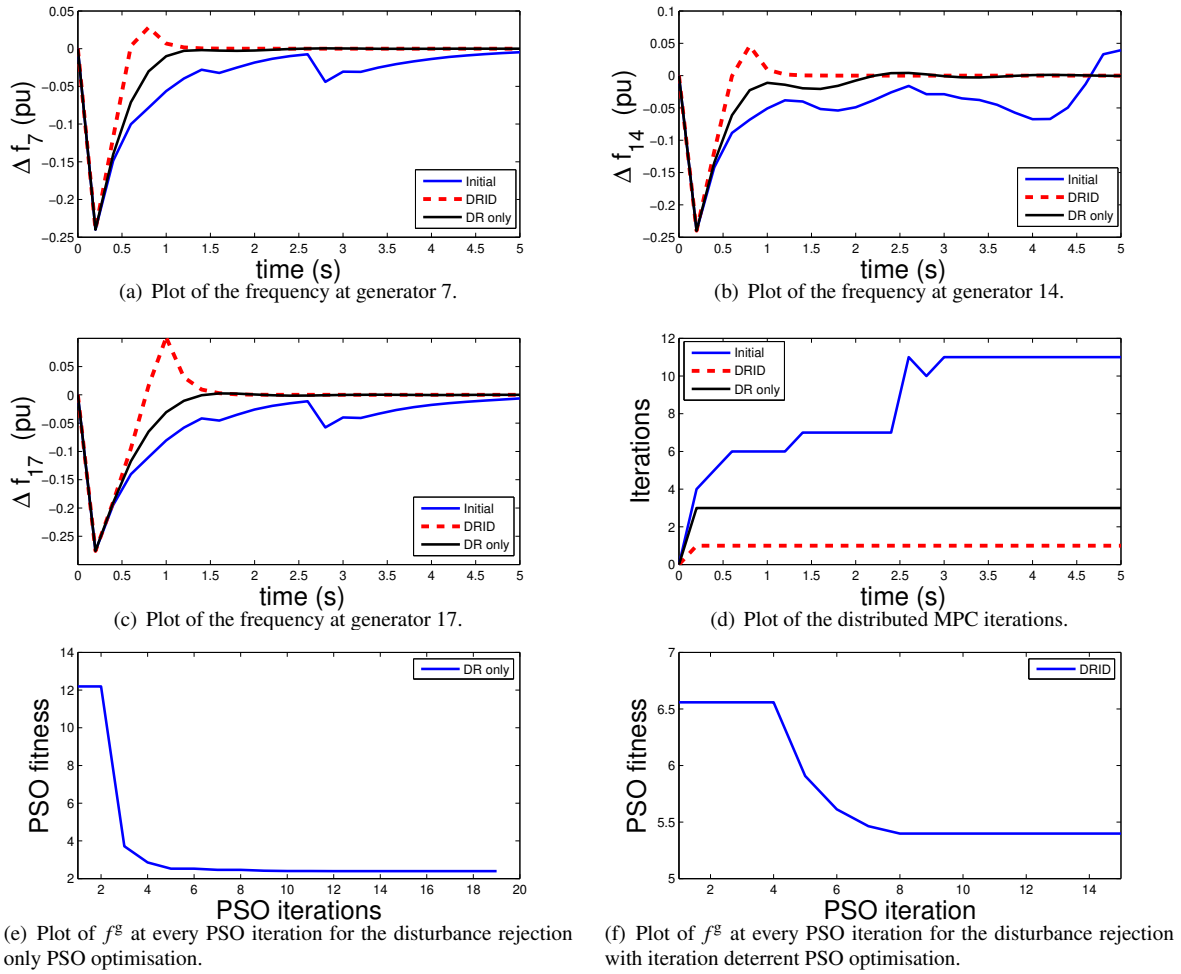 0.05
0
−0.05
−0.1
−0.15
−0.2
−0.25
Δ f7 (pu)
0 0.5 1 1.5 2 2.5 3 3.5 4 4.5 5
time (s)
Initial
DRID
DR only
(a) Plot of the frequency at generator 7.
0.1
0.05
0
−0.05
−0.1
−0.15
−0.2
−0.25
Δ f14 (pu)
0 0.5 1 1.5 2 2.5 3 3.5 4 4.5 5
time (s)
Initial
DRID
DR only
(b) Plot of the frequency at generator 14.
0.05
0
−0.05
−0.1
−0.15
−0.2
−0.25
Δ f17 (pu)
0 0.5 1 1.5 2 2.5 3 3.5 4 4.5 5
time (s)
Initial
DRID
DR only
(c) Plot of the frequency at generator 17.
12
10
8
6
4
2
0
Iterations
0 0.5 1 1.5 2 2.5 3 3.5 4 4.5 5
time (s)
Initial
DRID
DR only
(d) Plot of the distributed MPC iterations.
14
12
10
8
6
4
2
PSO fitness
2 4 6 8 10 12 14 16 18 20
PSO iterations
DR only
(e) Plot of fᵍ at every PSO iteration for the disturbance rejection
only PSO optimisation.
7
6.5
6
5.5
5
PSO fitness
2 4 6 8 10 12 14
PSO iteration
DRID
(f) Plot of fᵍ at every PSO iteration for the disturbance rejection
with iteration deterrent PSO optimisation.